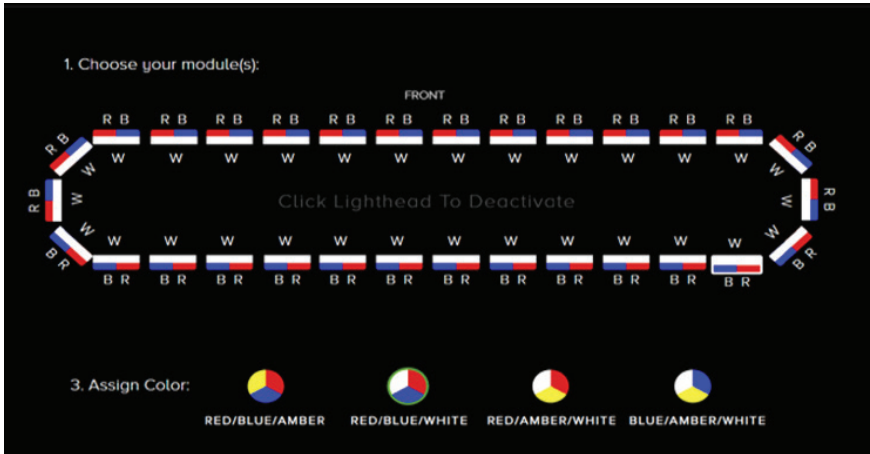 1. Choose your module(s):
FRONT
R B R B R B R B R B R B R B R B R B R B R B R B
R B W W W W W W W W W W W W R B
W W
R B W Click Lighthead To Deactivate W R B
W W
B R W W W W W W W W W W W W B R
B R B R B R B R B R B R B R B R B R B R B R B R
3. Assign Color:
RED/BLUE/AMBER RED/BLUE/WHITE RED/AMBER/WHITE BLUE/AMBER/WHITE